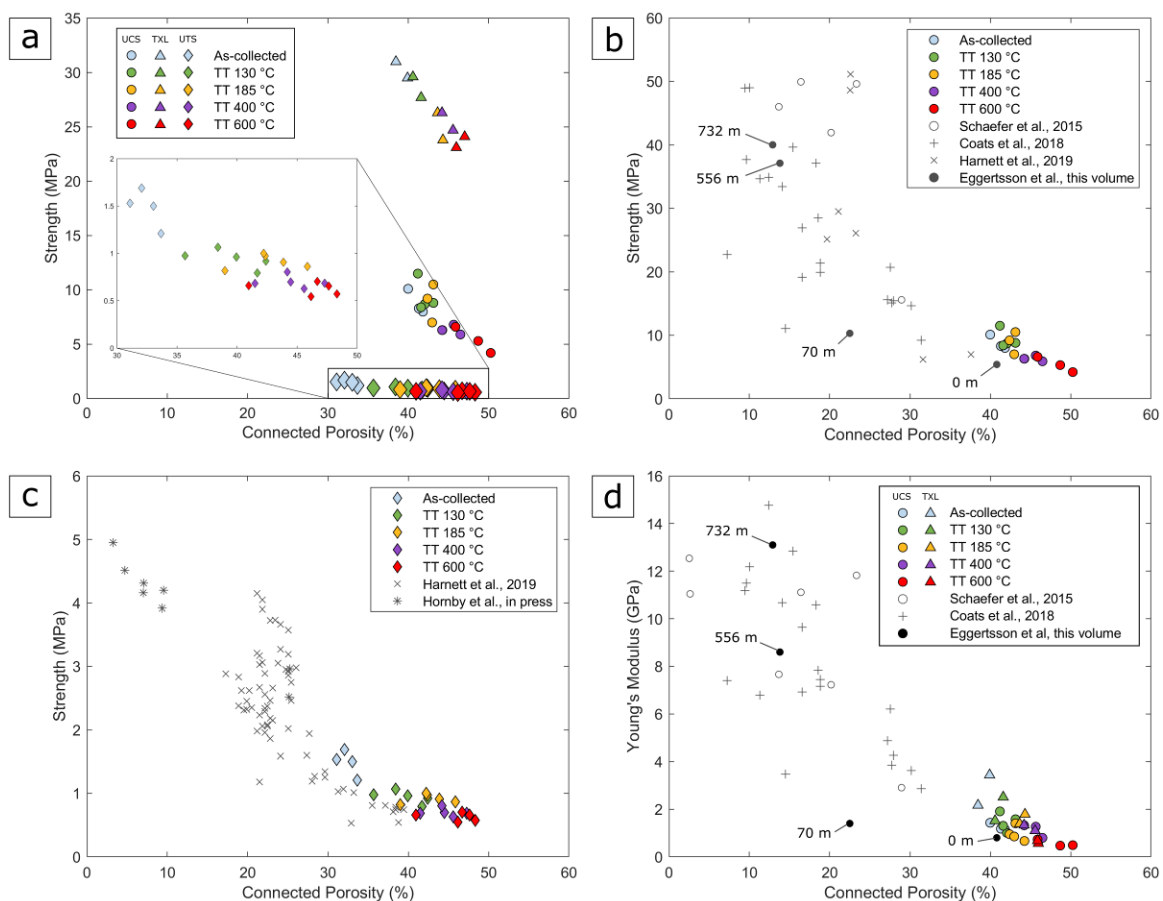 a
35
30
25
20
15
10
5
0
Strength (MPa)
UCS TXL UTS
As-collected
TT 130 °C
TT 185 °C
TT 400 °C
TT 600 °C
2
1.5
1
0.5
0
30 35 40 45 50
0 10 20 30 40 50 60
Connected Porosity (%)
b
60
50
40
30
20
10
0
Strength (MPa)
As-collected
TT 130 °C
TT 185 °C
TT 400 °C
TT 600 °C
Schaefer et al., 2015
Coats et al., 2018
Harnett et al., 2019
Eggertsson et al., this volume
732 m
556 m
70 m
0 m
0 10 20 30 40 50 60
Connected Porosity (%)
c
6
5
4
3
2
1
0
Strength (MPa)
As-collected
TT 130 °C
TT 185 °C
TT 400 °C
TT 600 °C
Harnett et al., 2019
Hornby et al., in press
0 10 20 30 40 50 60
Connected Porosity (%)
d
16
14
12
10
8
6
4
2
0
Young's Modulus (GPa)
UCS TXL
As-collected
TT 130 °C
TT 185 °C
TT 400 °C
TT 600 °C
Schaefer et al., 2015
Coats et al., 2018
Eggertsson et al, this volume
732 m
556 m
70 m
0 m
0 10 20 30 40 50 60
Connected Porosity (%)